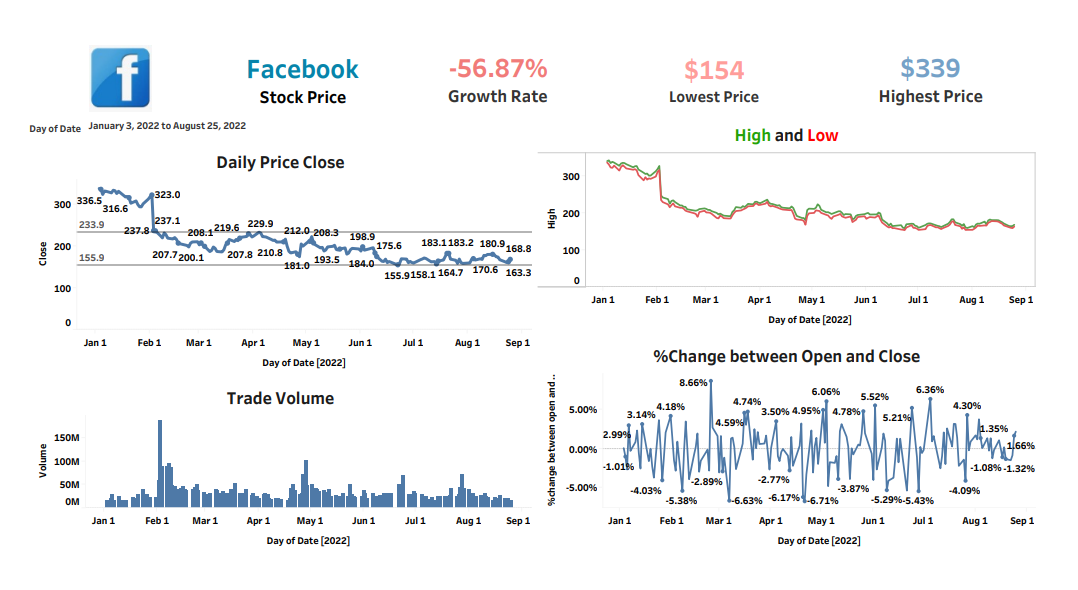 f
Facebook
Stock Price
-56.87%
Growth Rate
$154
Lowest Price
$339
Highest Price
Day of Date
January 3, 2022 to August 25, 2022
Daily Price Close
Close
300
200
100
0
233.9
155.9
336.5
316.6
323.0
237.1
237.8
207.7
200.1
208.1
219.6
207.8
229.9
210.8
212.0
181.0
208.3
193.5
198.9
184.0
175.6
155.9
158.1
183.1
164.7
183.2
170.6
180.9
168.8
163.3
Jan 1
Feb 1
Mar 1
Apr 1
May 1
Jun 1
Jul 1
Aug 1
Sep 1
Day of Date [2022]
High and Low
High
300
200
100
0
Jan 1
Feb 1
Mar 1
Apr 1
May 1
Jun 1
Jul 1
Aug 1
Sep 1
Day of Date [2022]
Trade Volume
Volume
150M
100M
50M
0M
Jan 1
Feb 1
Mar 1
Apr 1
May 1
Jun 1
Jul 1
Aug 1
Sep 1
Day of Date [2022]
%Change between Open and Close
%change between open and..
5.00%
0.00%
-5.00%
2.99%
-1.01%
3.14%
-4.03%
4.18%
-5.38%
8.66%
-2.89%
4.59%
-6.63%
4.74%
3.50%
-2.77%
-6.17%
4.95%
6.06%
-6.71%
4.78%
-3.87%
5.52%
-5.29%
5.21%
-5.43%
6.36%
4.30%
-4.09%
1.35%
-1.08%
1.66%
-1.32%
Jan 1
Feb 1
Mar 1
Apr 1
May 1
Jun 1
Jul 1
Aug 1
Sep 1
Day of Date [2022]